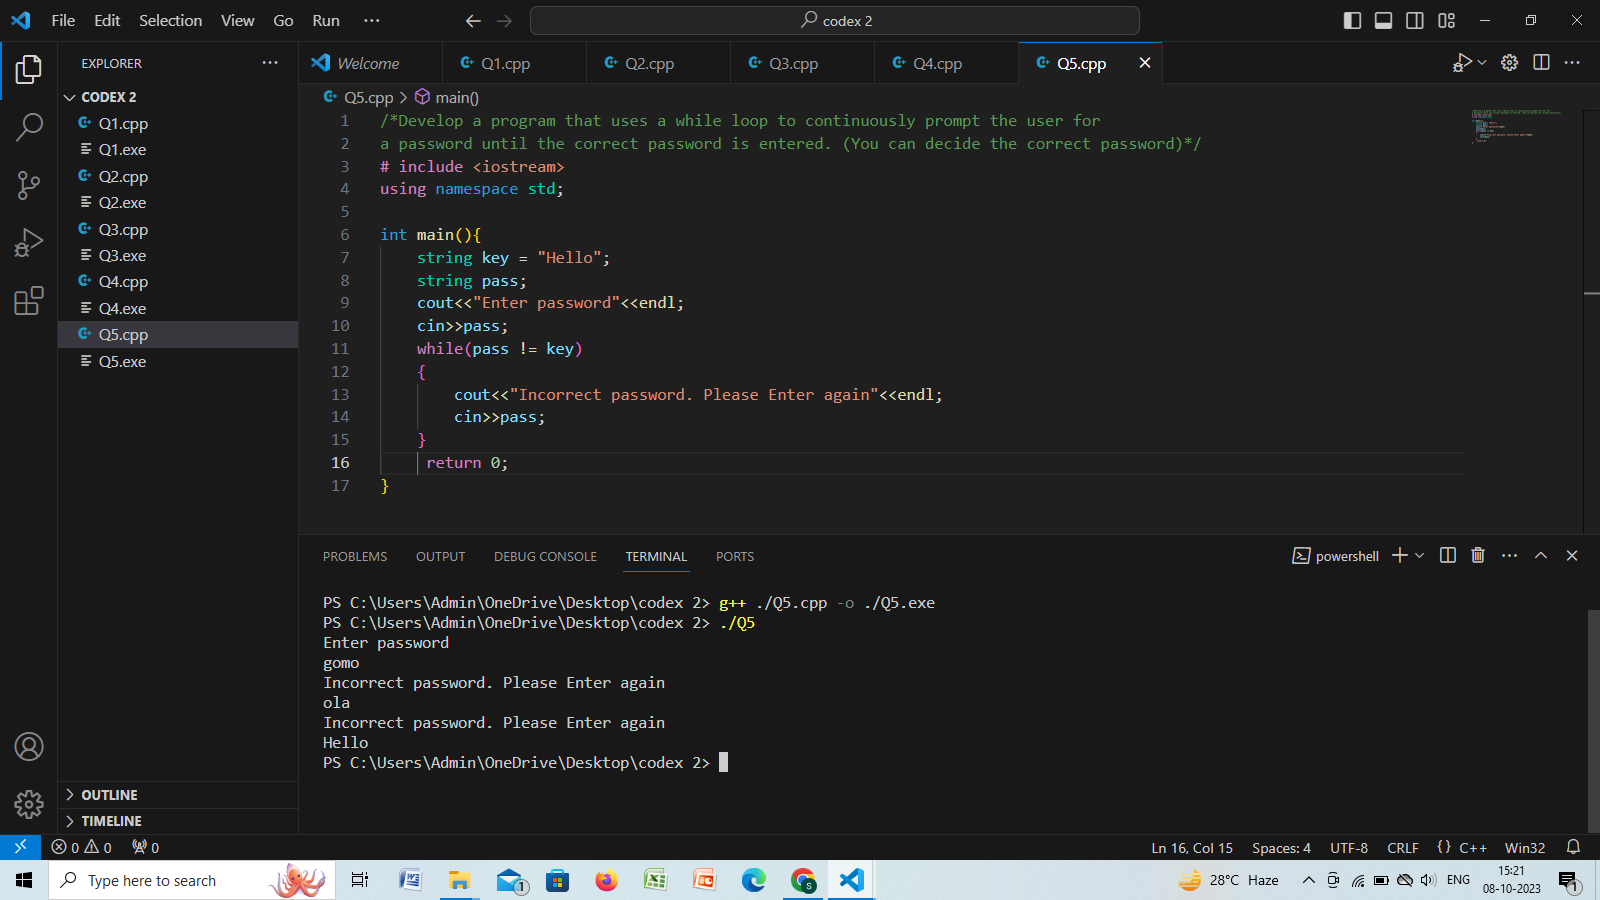 File Edit Selection View Go Run ···
codex 2
EXPLORER ···
CODEX 2
Q1.cpp
Q1.exe
Q2.cpp
Q2.exe
Q3.cpp
Q3.exe
Q4.cpp
Q4.exe
Q5.cpp
Q5.exe
OUTLINE
TIMELINE
Welcome Q1.cpp Q2.cpp Q3.cpp Q4.cpp Q5.cpp
Q5.cpp > main()
1 /*Develop a program that uses a while loop to continuously prompt the user for
2 a password until the correct password is entered. (You can decide the correct password)*/
3 # include <iostream>
4 using namespace std;
5
6 int main(){
7 string key = "Hello";
8 string pass;
9 cout<<"Enter password"<<endl;
10 cin>>pass;
11 while(pass != key)
12 {
13 cout<<"Incorrect password. Please Enter again"<<endl;
14 cin>>pass;
15 }
16 return 0;
17 }
PROBLEMS OUTPUT DEBUG CONSOLE TERMINAL PORTS powershell
PS C:\Users\Admin\OneDrive\Desktop\codex 2> g++ ./Q5.cpp -o ./Q5.exe
PS C:\Users\Admin\OneDrive\Desktop\codex 2> ./Q5
Enter password
gomo
Incorrect password. Please Enter again
ola
Incorrect password. Please Enter again
Hello
PS C:\Users\Admin\OneDrive\Desktop\codex 2>
0 0 0 Ln 16, Col 15 Spaces: 4 UTF-8 CRLF {} C++ Win32
Type here to search 1 28°C Haze ENG 15:21
08-10-2023 1